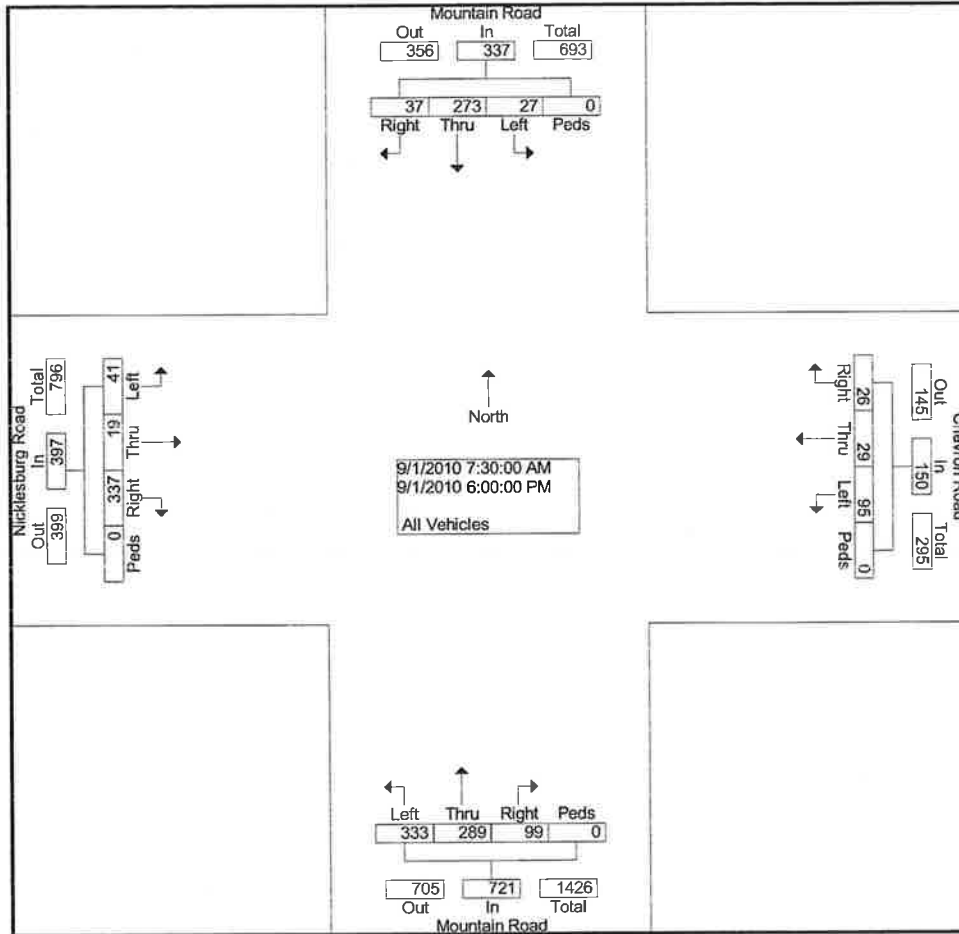 Mountain Road
Out In Total
356 337 693
37 273 27 0
Right Thru Left Peds
Nicklesburg Road
Total In Out
796 397 399
41 19 337 0
Left Thru Right Peds
North
9/1/2010 7:30:00 AM
9/1/2010 6:00:00 PM
All Vehicles
Right Thru Left Peds
26 29 95 0
145 150 295
Out In Total
Road
Left Thru Right Peds
333 289 99 0
705 721 1426
Out In Total
Mountain Road